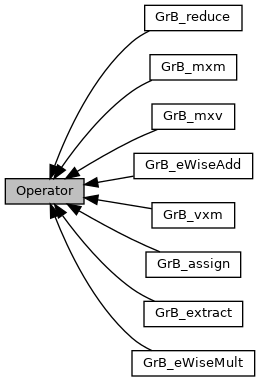 GrB_reduce
GrB_mxm
GrB_mxv
GrB_eWiseAdd
Operator
GrB_vxm
GrB_assign
GrB_extract
GrB_eWiseMult